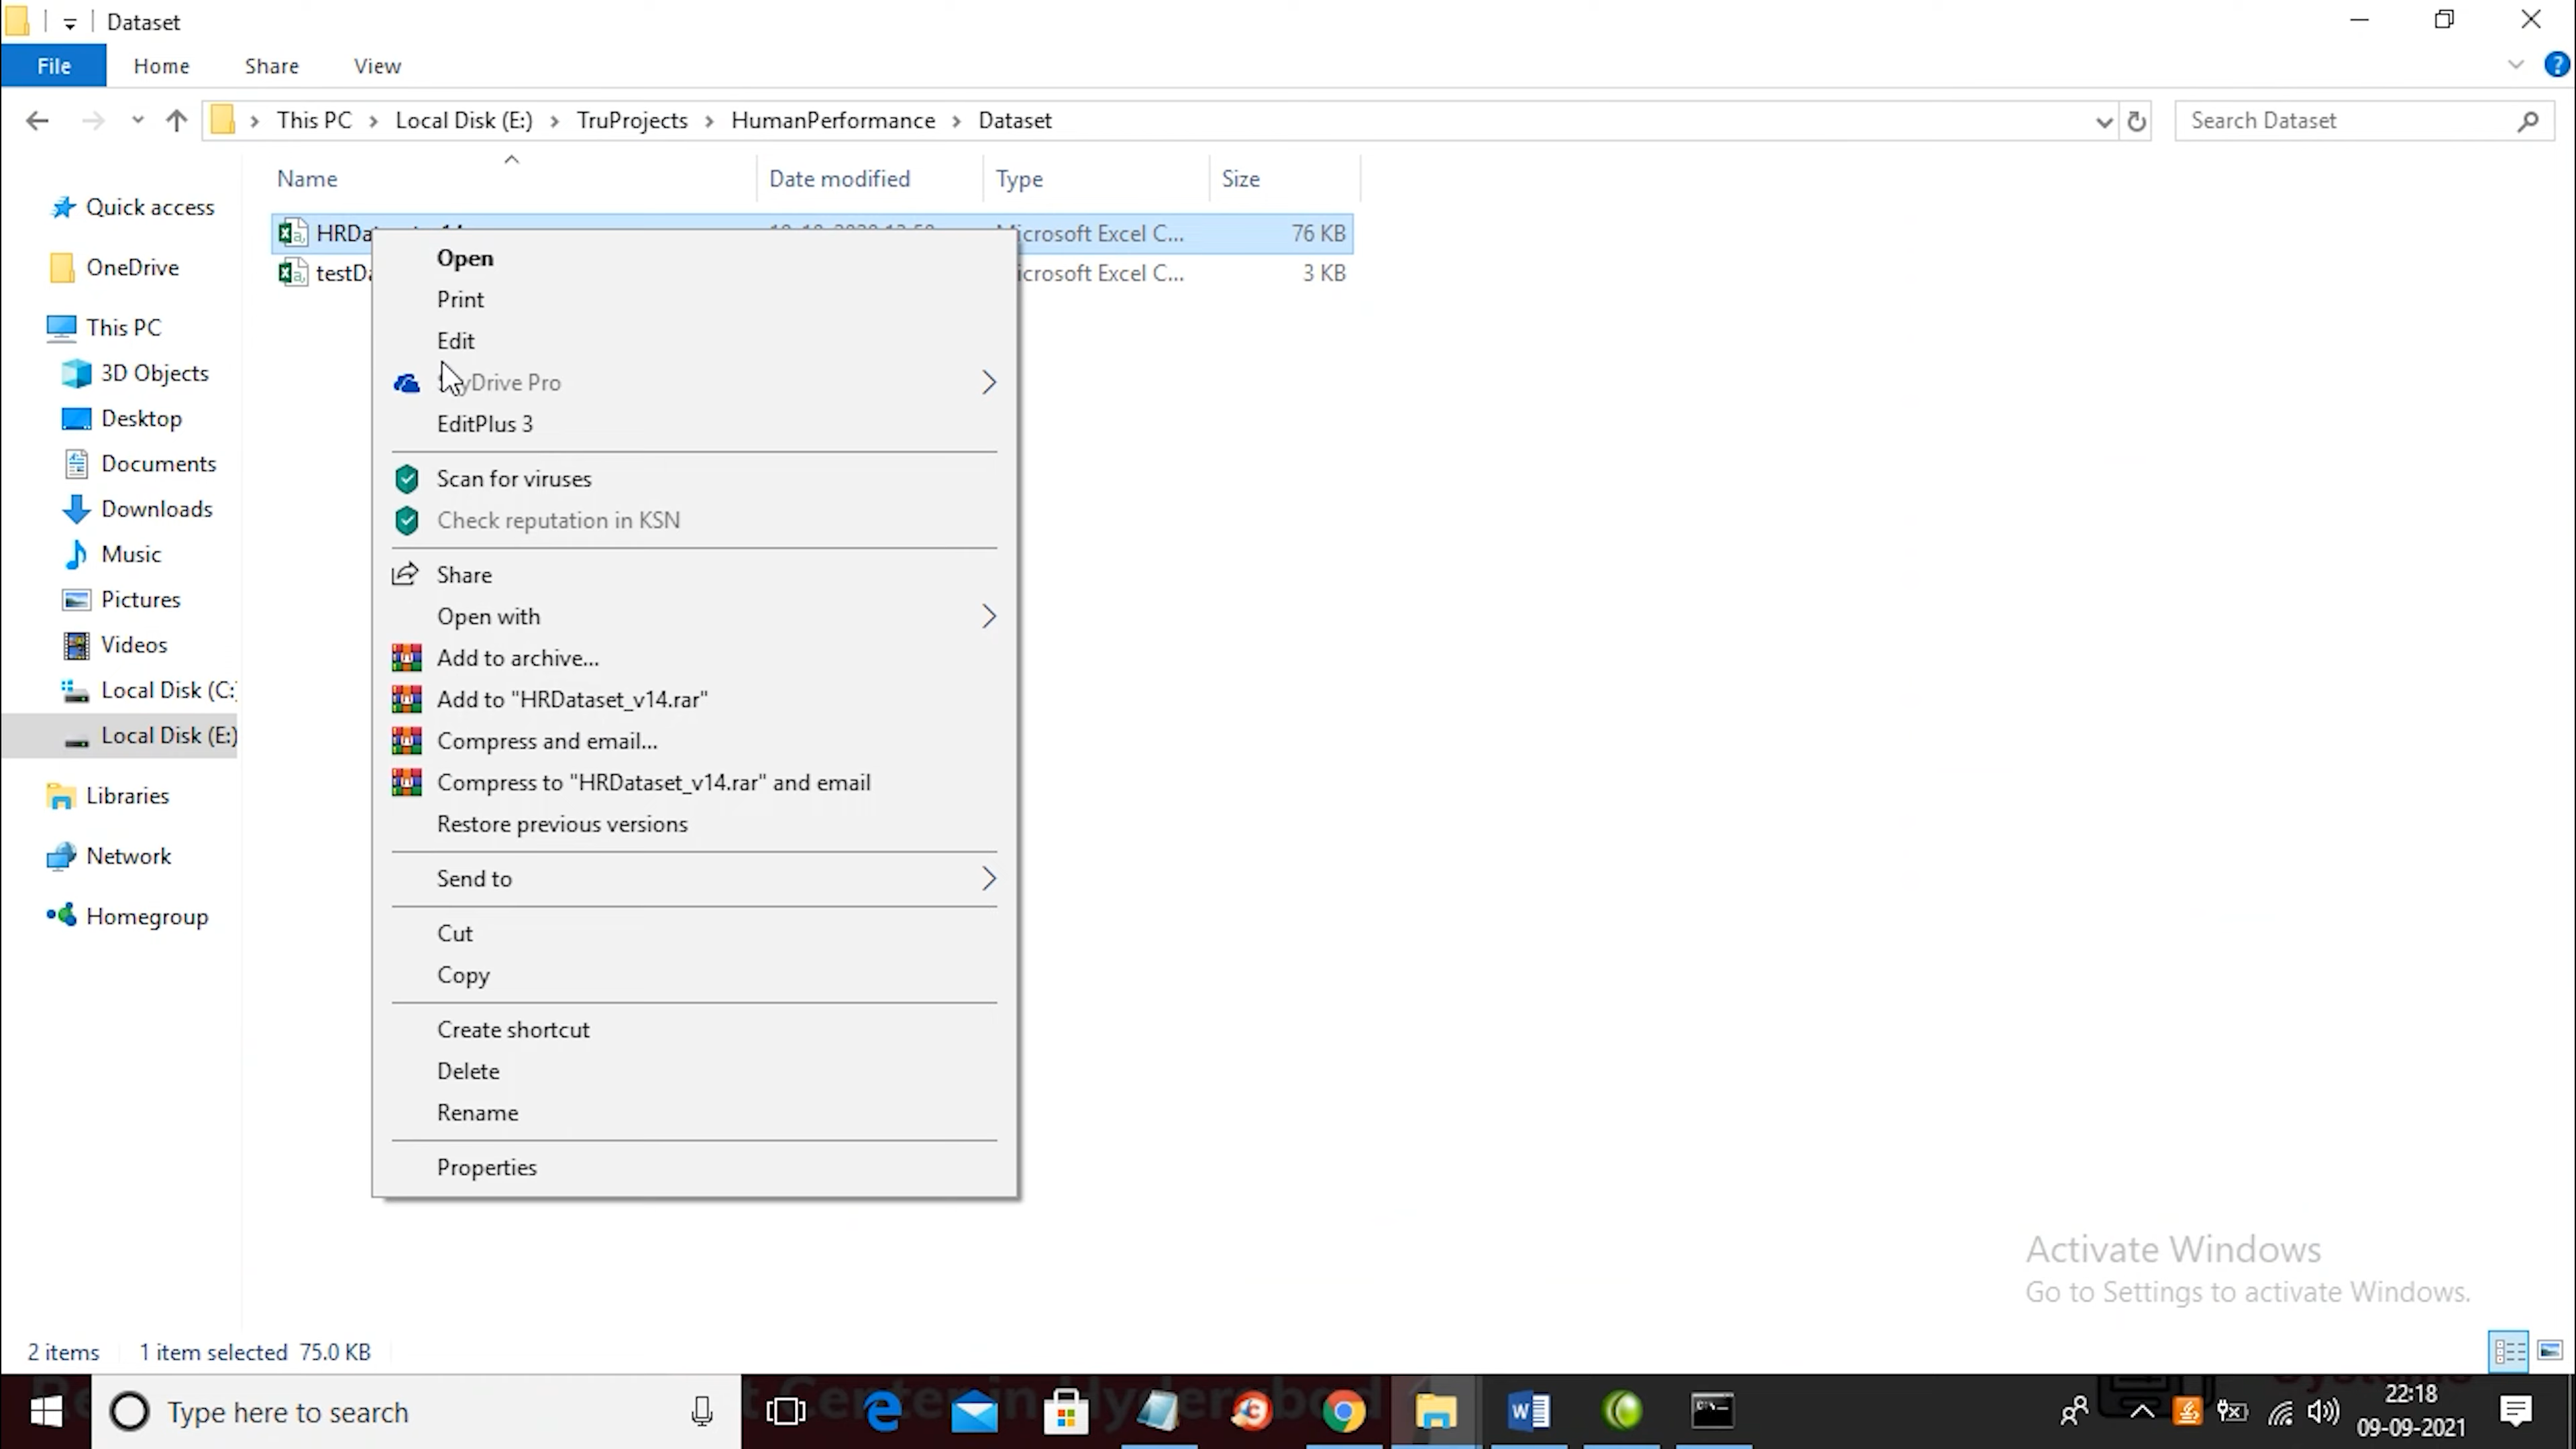 Dataset
File Home Share View
This PC Local Disk (E:) TruProjects HumanPerformance Dataset
Search Dataset
Name Date modified Type Size
Quick access
OneDrive
This PC
3D Objects
Desktop
Documents
Downloads
Music
Pictures
Videos
Local Disk (C:
Local Disk (E:)
Libraries
Network
Homegroup
HRDa Microsoft Excel C... 76 KB
testDa icrosoft Excel C... 3 KB
Open
Print
Edit
yDrive Pro
EditPlus 3
Scan for viruses
Check reputation in KSN
Share
Open with
Add to archive...
Add to "HRDataset_v14.rar"
Compress and email...
Compress to "HRDataset_v14.rar" and email
Restore previous versions
Send to
Cut
Copy
Create shortcut
Delete
Rename
Properties
Activate Windows
Go to Settings to activate Windows.
2 items 1 item selected 75.0 KB
Type here to search
22:18
09-09-2021